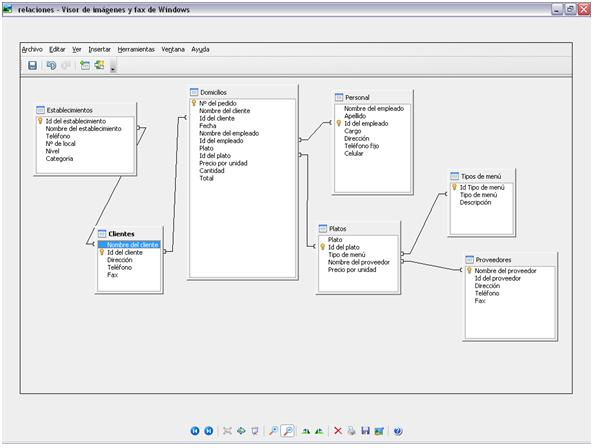 relaciones - Visor de imágenes y fax de Windows
Archivo Editar Ver Insertar Herramientas Ventana Ayuda
Establecimientos
Id del establecimiento
Nombre del establecimiento
Teléfono
Nº de local
Nivel
Categoria
Clientes
Nombre del cliente
Id del cliente
Dirección
Teléfono
Fax
Domicilios
Nº del pedido
Nombre del cliente
Id del cliente
Fecha
Nombre del empleado
Id del empleado
Plato
Id del plato
Precio por unidad
Cantidad
Total
Personal
Nombre del empleado
Apellido
Id del empleado
Cargo
Dirección
Teléfono fijo
Celular
Platos
Plato
Id del plato
Tipo de menú
Nombre del proveedor
Precio por unidad
Tipos de menú
Id Tipo de menú
Tipo de menú
Descripción
Proveedores
Nombre del proveedor
Id del proveedor
Dirección
Teléfono
Fax